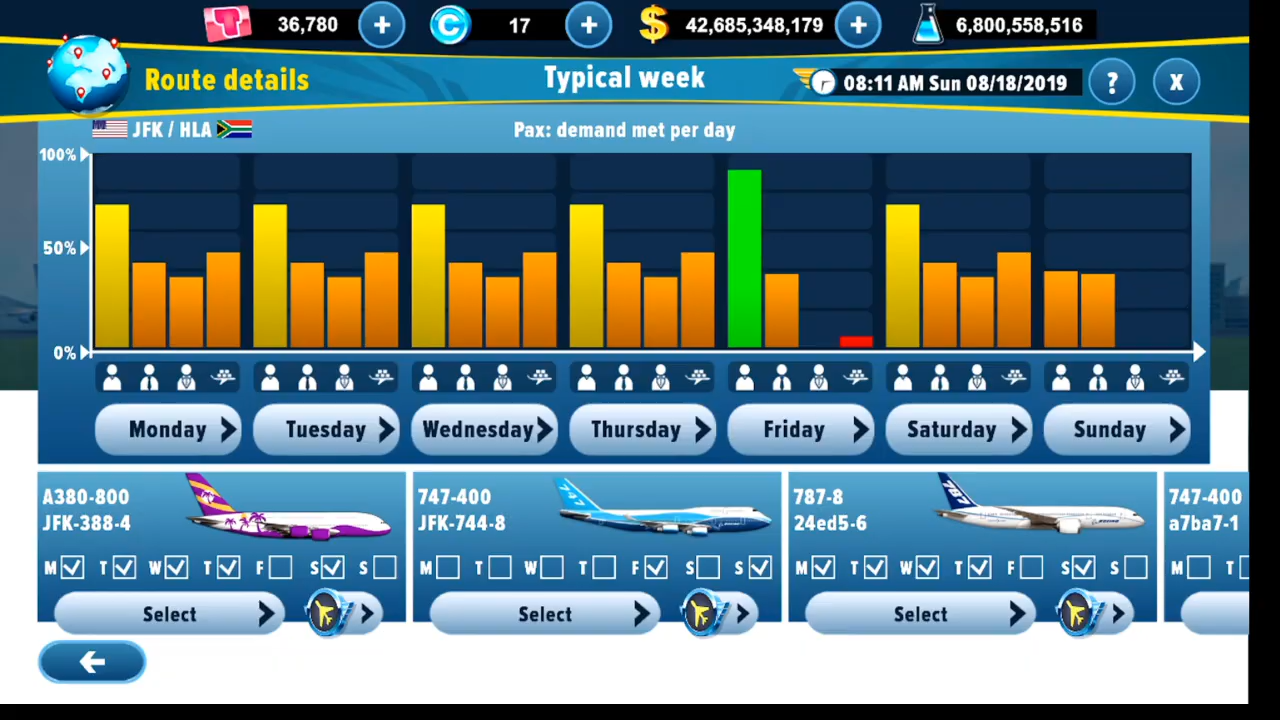 36,780 + 17 + 42,685,348,179 + 6,800,558,516
Route details
Typical week
08:11 AM Sun 08/18/2019
? X
JFK / HLA
Pax: demand met per day
100%
50%
0%
Monday Tuesday Wednesday Thursday Friday Saturday Sunday
A380-800
JFK-388-4
M T W T F S S
Select
747-400
JFK-744-8
M T W T F S S
Select
787-8
24ed5-6
M T W T F S S
Select
747-400
a7ba7-1
M T